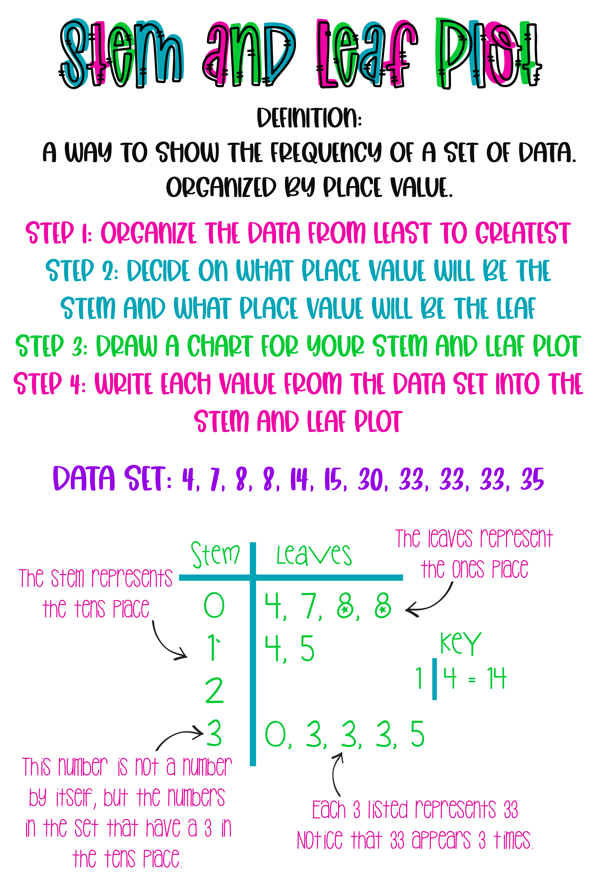 Stem and Leaf Plot
DEFINITION:
A WAY TO SHOW THE FREQUENCY OF A SET OF DATA.
ORGANIZED BY PLACE VALUE.
STEP 1: ORGANIZE THE DATA FROM LEAST TO GREATEST
STEP 2: DECIDE ON WHAT PLACE VALUE WILL BE THE
STEM AND WHAT PLACE VALUE WILL BE THE LEAF
STEP 3: DRAW A CHART FOR YOUR STEM AND LEAF PLOT
STEP 4: WRITE EACH VALUE FROM THE DATA SET INTO THE
STEM AND LEAF PLOT
DATA SET: 4, 7, 8, 8, 14, 15, 30, 33, 33, 33, 35
The leaves represent
the ones place
Stem Leaves
The stem represents
the tens place
0 4, 7, 8, 8
1 4, 5
2
3 0, 3, 3, 3, 5
Key
1 | 4 = 14
This number is not a number
by itself, but the numbers
in the set that have a 3 in
the tens place.
Each 3 listed represents 33
Notice that 33 appears 3 times.